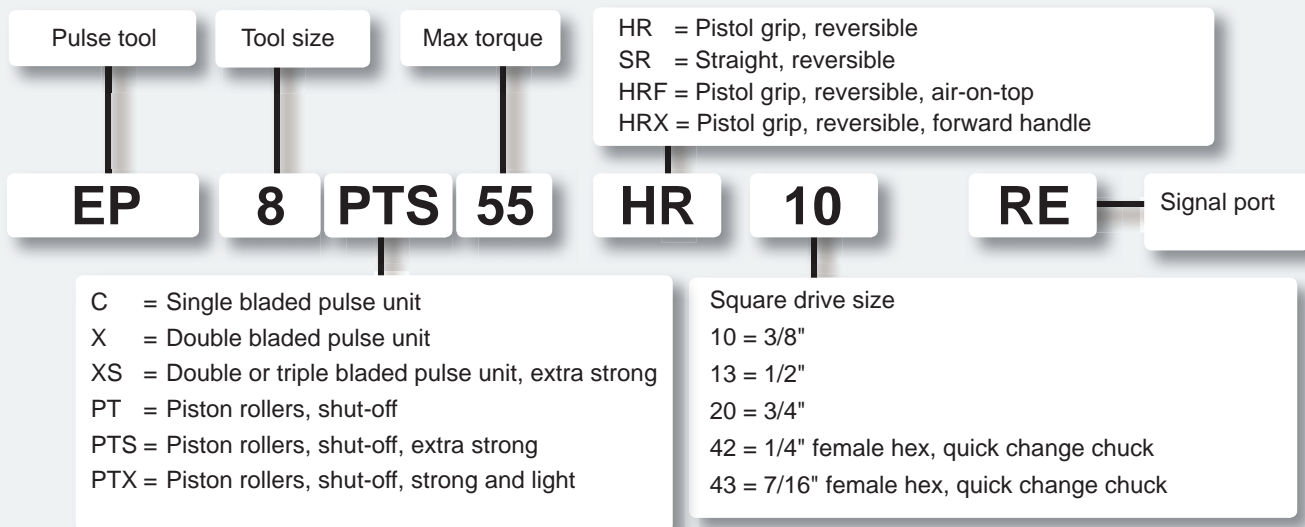 Pulse tool
Tool size
Max torque
HR = Pistol grip, reversible
SR = Straight, reversible
HRF = Pistol grip, reversible, air-on-top
HRX = Pistol grip, reversible, forward handle
EP 8 PTS 55 HR 10 RE
Signal port
C = Single bladed pulse unit
X = Double bladed pulse unit
XS = Double or triple bladed pulse unit, extra strong
PT = Piston rollers, shut-off
PTS = Piston rollers, shut-off, extra strong
PTX = Piston rollers, shut-off, strong and light
Square drive size
10 = 3/8"
13 = 1/2"
20 = 3/4"
42 = 1/4" female hex, quick change chuck
43 = 7/16" female hex, quick change chuck